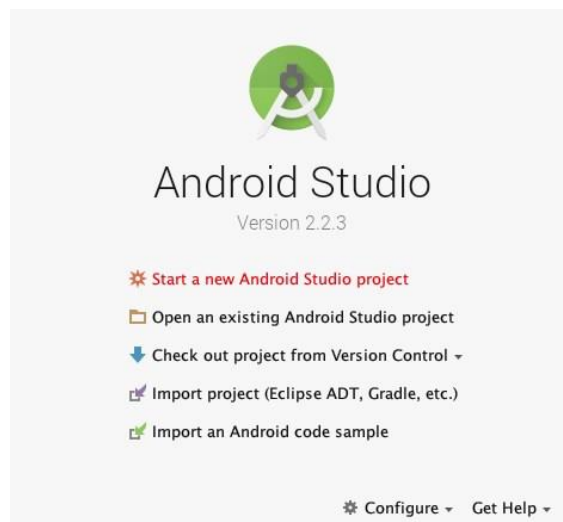 Android Studio
Version 2.2.3
Start a new Android Studio project
Open an existing Android Studio project
Check out project from Version Control
Import project (Eclipse ADT, Gradle, etc.)
Import an Android code sample
Configure Get Help